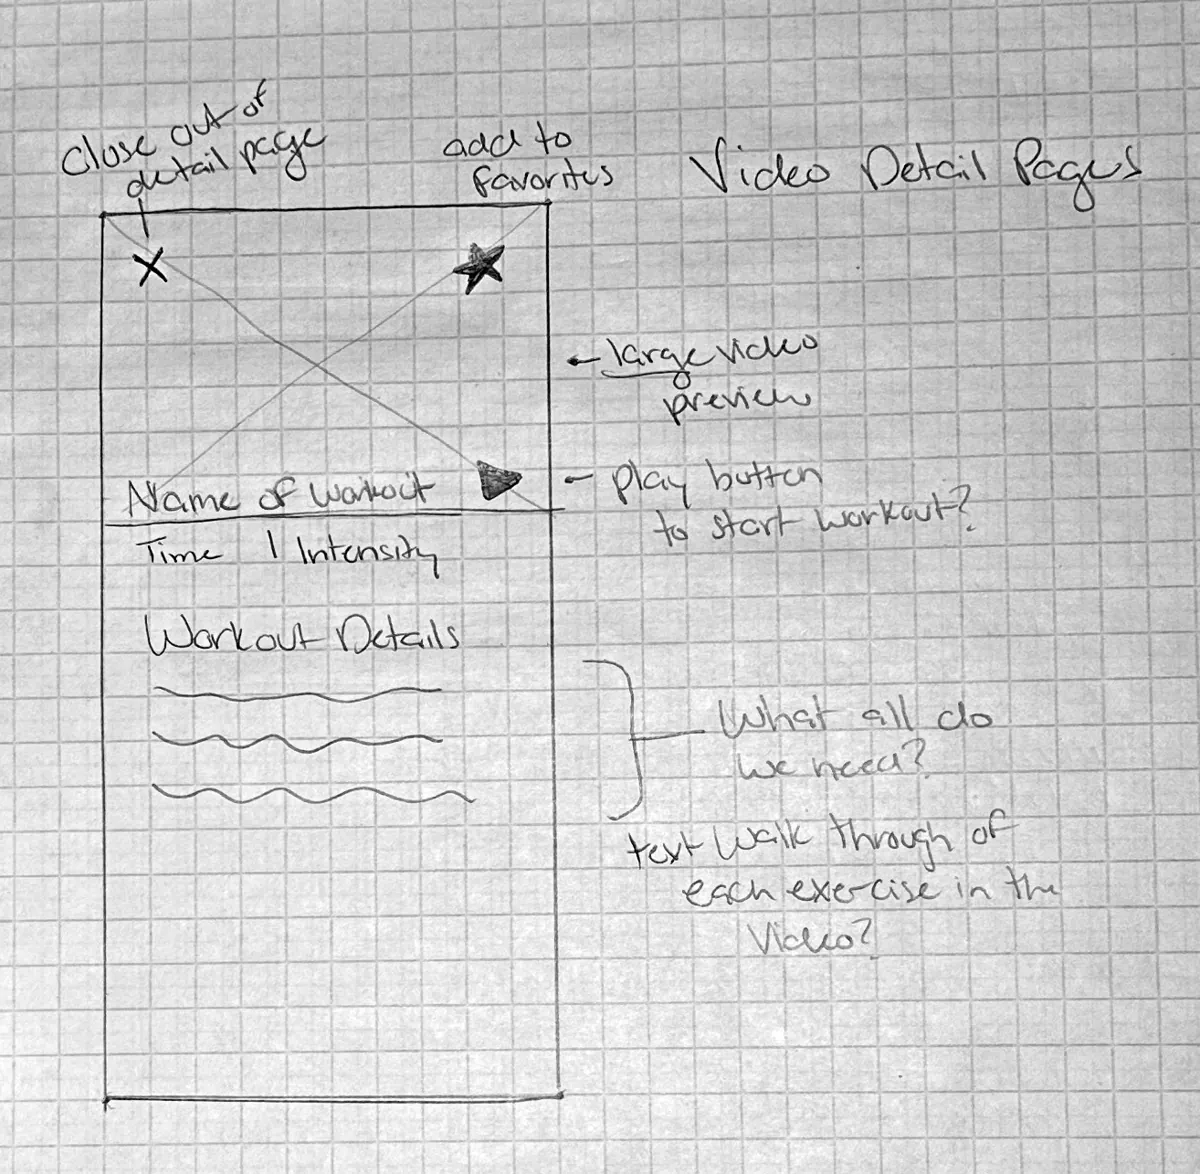 Close out of
detail page
add to
favorites
Video Detail Pages
large video
preview
Name of Workout
play button
to start workout?
Time | Intensity
Workout Details
What all do
we need?
text walk through of
each exercise in the
video?